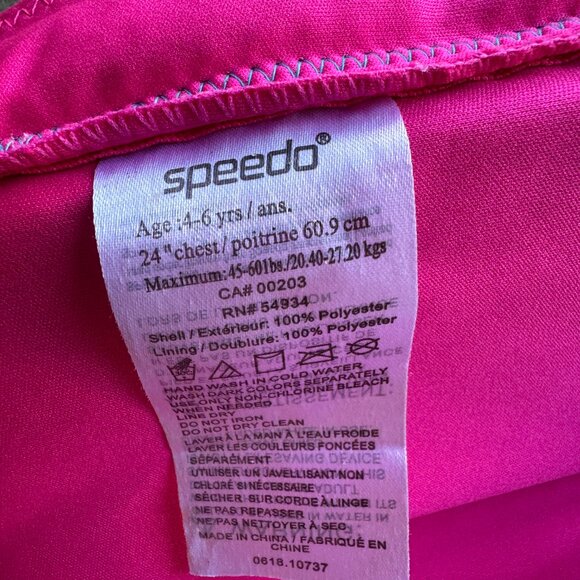 speedo®
Age :4-6 yrs / ans.
24 " chest/ poitrine 60.9 cm
Maximum: 45-601bs./20.40-27.20 kgs
CA# 00203
RN# 54934
Shell / Extérieur: 100% Polyester
Lining / Doublure: 100% Polyester
HAND WASH IN COLD WATER
WASH DARK COLORS SEPARATELY
USE ONLY NON-CHLORINE BLEACH
WHEN NEEDED
LINE DRY
DO NOT IRON
DO NOT DRY CLEAN
LAVER À LA MAIN À L'EAU FROIDE
LAVER LES COULEURS FONCÉES
SÉPARÉMENT
UTILISER UN JAVELLISANT NON
CHLORÉ SI NÉCESSAIRE
SÉCHER SUR CORDE À LINGE
NE PAS REPASSER
NE PAS NETTOYER À SEC
MADE IN CHINA / FABRIQUÉ EN
CHINE
0618.10737